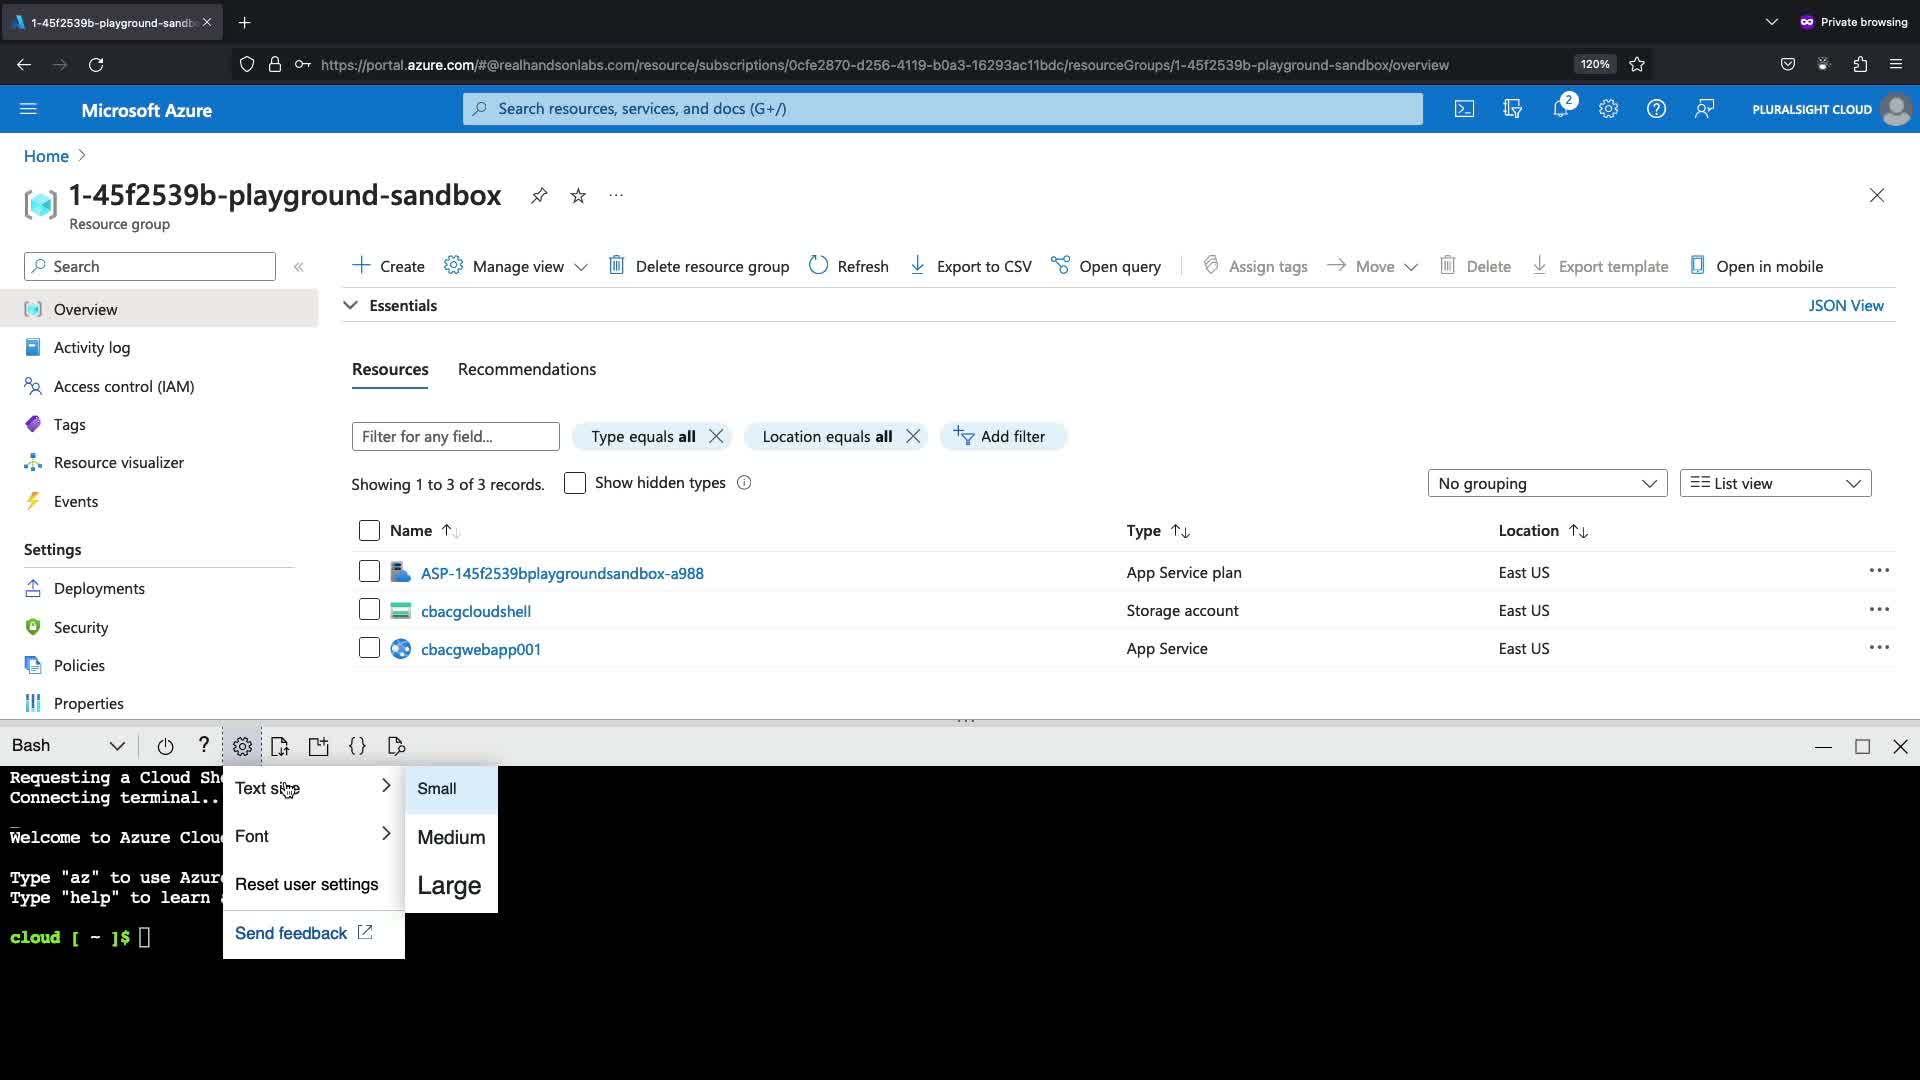 1-45f2539b-playground-sandb
Private browsing
https://portal.azure.com/#@realhandsonlabs.com/resource/subscriptions/0cfe2870-d256-4119-b0a3-16293ac11bdc/resourceGroups/1-45f2539b-playground-sandbox/overview
120%
Microsoft Azure
Search resources, services, and docs (G+/)
2
PLURALSIGHT CLOUD
Home
1-45f2539b-playground-sandbox
Resource group
Search
Create
Manage view
Delete resource group
Refresh
Export to CSV
Open query
Assign tags
Move
Delete
Export template
Open in mobile
Overview
Activity log
Access control (IAM)
Tags
Resource visualizer
Events
Settings
Deployments
Security
Policies
Properties
Essentials
JSON View
Resources
Recommendations
Filter for any field...
Type equals all
Location equals all
Add filter
Showing 1 to 3 of 3 records.
Show hidden types
No grouping
List view
Name
Type
Location
ASP-145f2539bplaygroundsandbox-a988
App Service plan
East US
cbacgcloudshell
Storage account
East US
cbacgwebapp001
App Service
East US
Bash
Requesting a Cloud Sh
Connecting terminal..
Welcome to Azure Clou
Type "az" to use Azur
Type "help" to learn
cloud [ ~ ]$
Text size
Font
Reset user settings
Send feedback
Small
Medium
Large